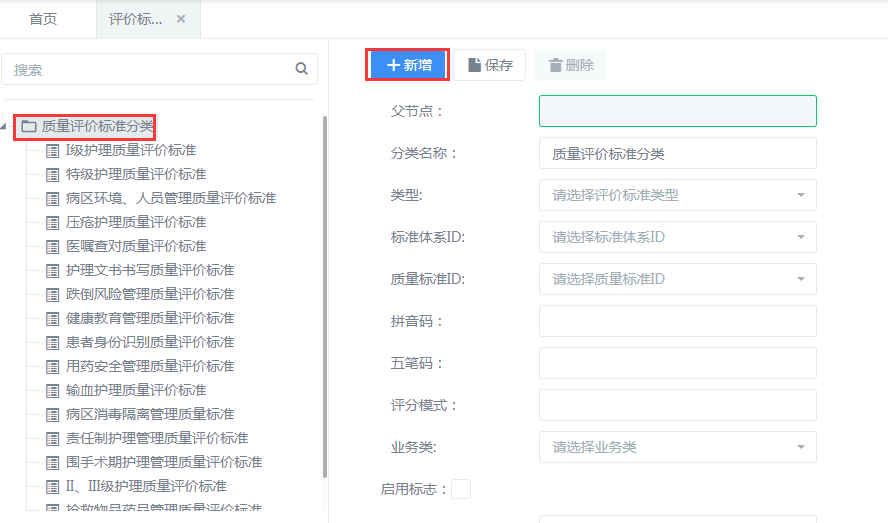 首页
评价标...
搜索
质量评价标准分类
I级护理质量评价标准
特级护理质量评价标准
病区环境、人员管理质量评价标准
压疮护理质量评价标准
医嘱查对质量评价标准
护理文书书写质量评价标准
跌倒风险管理质量评价标准
健康教育管理质量评价标准
患者身份识别质量评价标准
用药安全管理质量评价标准
输血护理质量评价标准
病区消毒隔离管理质量标准
责任制护理管理质量评价标准
围手术期护理管理质量评价标准
II、III级护理质量评价标准
抢救物品药品管理质量评价标准
新增
保存
删除
父节点：
分类名称：
质量评价标准分类
类型:
请选择评价标准类型
标准体系ID:
请选择标准体系ID
质量标准ID:
请选择质量标准ID
拼音码：
五笔码：
评分模式：
业务类:
请选择业务类
启用标志：